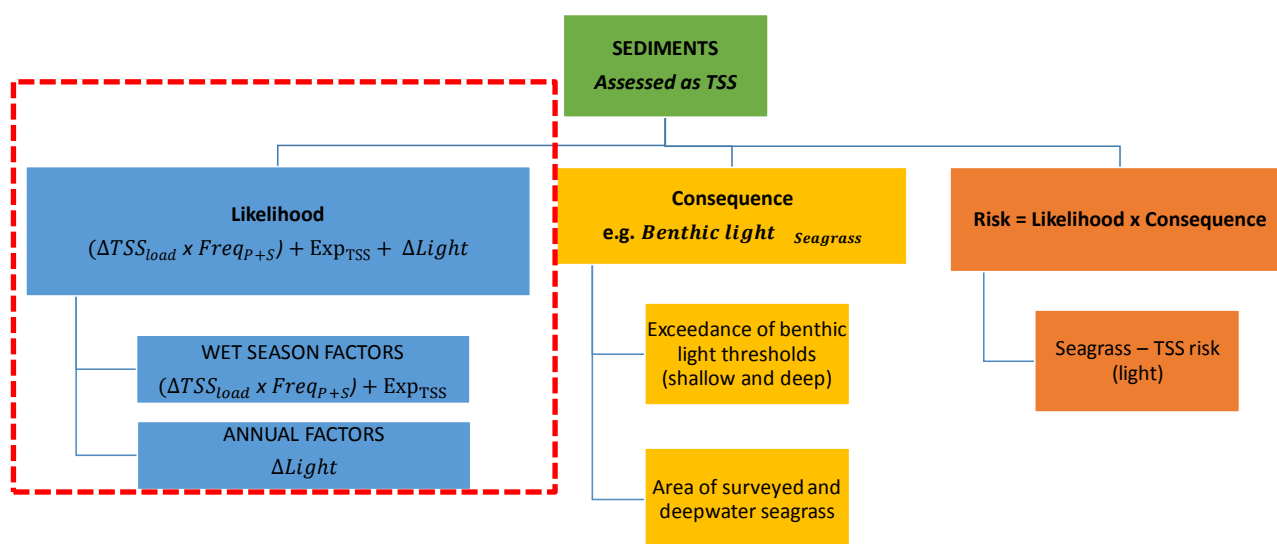 SEDIMENTS
Assessed as TSS
Likelihood
(ΔTSS_load x Freq_P+S) + Exp_TSS + ΔLight
WET SEASON FACTORS
(ΔTSS_load x Freq_P+S) + Exp_TSS
ANNUAL FACTORS
ΔLight
Consequence
e.g. Benthic light Seagrass
Exceedance of benthic
light thresholds
(shallow and deep)
Area of surveyed and
deepwater seagrass
Risk = Likelihood x Consequence
Seagrass – TSS risk
(light)